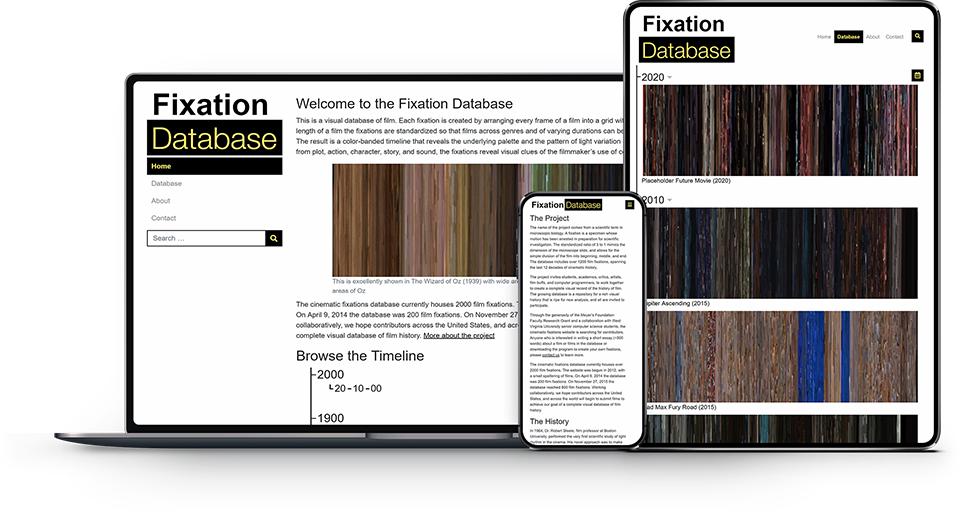 Fixation
Database
Home
Database
About
Contact
Search ...
Welcome to the Fixation Database
This is a visual database of film. Each fixation is created by arranging every frame of a film into a grid
length of a film the fixations are standardized so that films across genres and of varying durations can be
The result is a color-banded timeline that reveals the underlying palette and the pattern of light variation
from plot, action, character, story, and sound, the fixations reveal visual clues of the filmmaker's use of
This is excellently shown in The Wizard of Oz (1939) with wide
areas of Oz
The cinematic fixations database currently houses 2000 film fixations.
On April 9, 2014 the database was 200 film fixations. On November 27
collaboratively, we hope contributors across the United States, and
complete visual database of film history. More about the project
Browse the Timeline
2000
20-10-00
1900
Fixation Database
The Project
The name of the project comes from a scientific term in
microscopic biology. A fixation is a specimen whose
motion has been arrested in preparation for scientific
investigation. The standardized ratio of 3 to 1 mimics the
dimension of the microscope slide, and allows for the
simple division of the film into beginning, middle, and end.
The database includes over 1200 film fixations, spanning
the last 12 decades of cinematic history.
The project invites students, academics, critics, artists,
film buffs, and computer programmers, to work together
to create a complete visual record of the history of film.
The growing database is a repository for a rich visual
history that is ripe for new analysis, and all are invited to
participate.
Through the generosity of the Meyer's Foundation
Faculty Research Grant and a collaboration with West
Virginia University senior computer science students, the
cinematic fixations website is searching for contributors.
Anyone who is interested in writing a short essay (<500
words) about a film or films in the database or
downloading the program to create your own fixations,
please contact us to learn more.
The cinematic fixations database currently houses over
2000 film fixations. The website was begun in 2012, with
a small spattering of films. On April 9, 2014 the database
was 200 film fixations. On November 27, 2015 the
database reached 800 film fixations. Working
collaboratively, we hope contributors across the United
States, and across the world will begin to submit films to
achieve our goal of a complete visual database of film
history.
The History
In 1964, Dr. Robert Steele, film professor at Boston
University, performed the very first scientific study of light
rhythm in the cinema. His novel approach was to make
Fixation
Database
Home Database About Contact
2020
Placeholder Future Movie (2020)
2010
piter Ascending (2015)
ad Max Fury Road (2015)